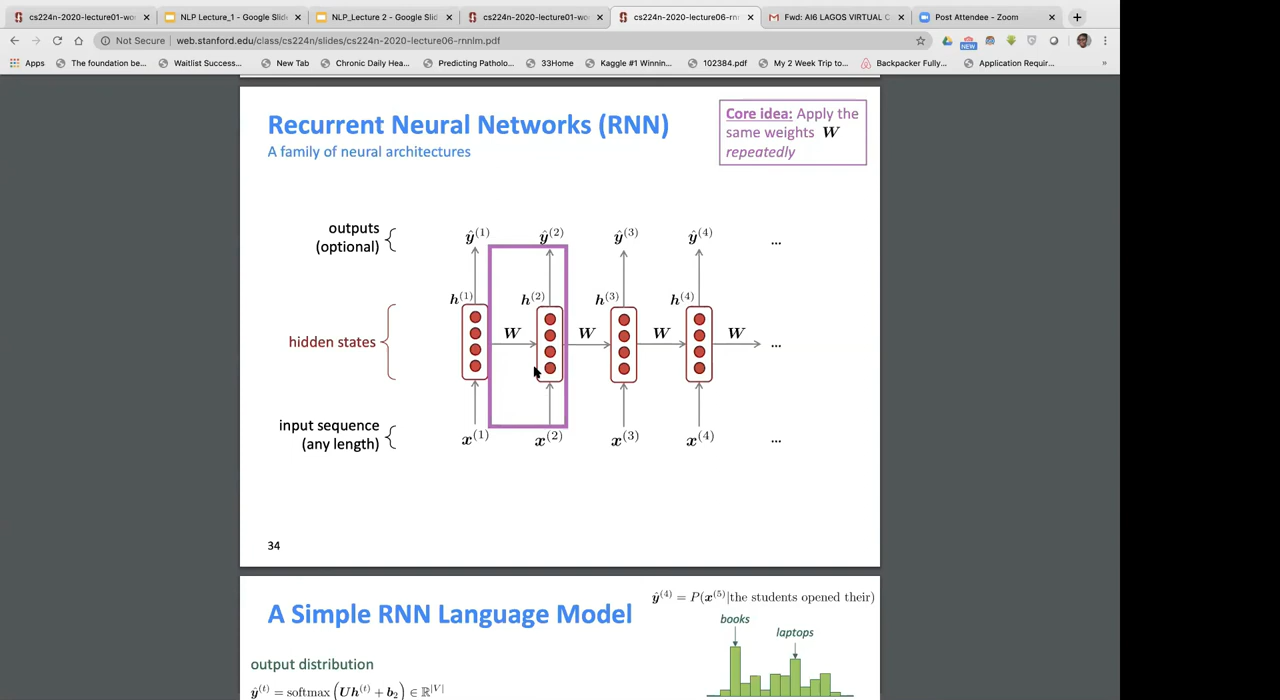 cs224n-2020-lecture01-wo
NLP Lecture_1 - Google Slide
NLP_Lecture 2 - Google Slid
cs224n-2020-lecture01-wo
cs224n-2020-lecture06-rnn
Fwd: AI6 LAGOS VIRTUAL C
Post Attendee - Zoom
Not Secure | web.stanford.edu/class/cs224n/slides/cs224n-2020-lecture06-rnnlm.pdf
NEW
Apps
The foundation be...
Waitlist Success...
New Tab
Chronic Daily Hea...
Predicting Patholo...
33Home
Kaggle #1 Winnin...
102384.pdf
My 2 Week Trip to...
Backpacker Fully...
Application Requir...
Recurrent Neural Networks (RNN)
A family of neural architectures
Core idea: Apply the
same weights W
repeatedly
outputs
(optional)
ŷ(1) ŷ(2) ŷ(3) ŷ(4) ...
h(1) h(2) h(3) h(4)
hidden states
W W W W ...
input sequence
(any length)
x(1) x(2) x(3) x(4) ...
34
A Simple RNN Language Model
ŷ(4) = P(x(5)|the students opened their)
books
laptops
output distribution
ŷ(t) = softmax(Uh(t) + b₂) ∈ ℝ|V|